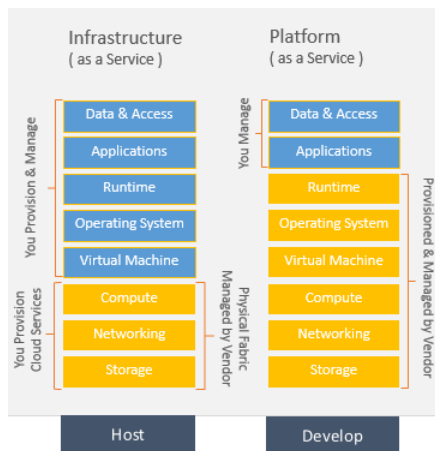 Infrastructure
( as a Service )
Platform
( as a Service )
You Provision & Manage
Data & Access
Applications
Runtime
Operating System
Virtual Machine
You Provision
Cloud Services
Compute
Networking
Storage
Physical Fabric
Managed by Vendor
Host
You Manage
Data & Access
Applications
Runtime
Operating System
Virtual Machine
Compute
Networking
Storage
Provisioned & Managed by Vendor
Develop